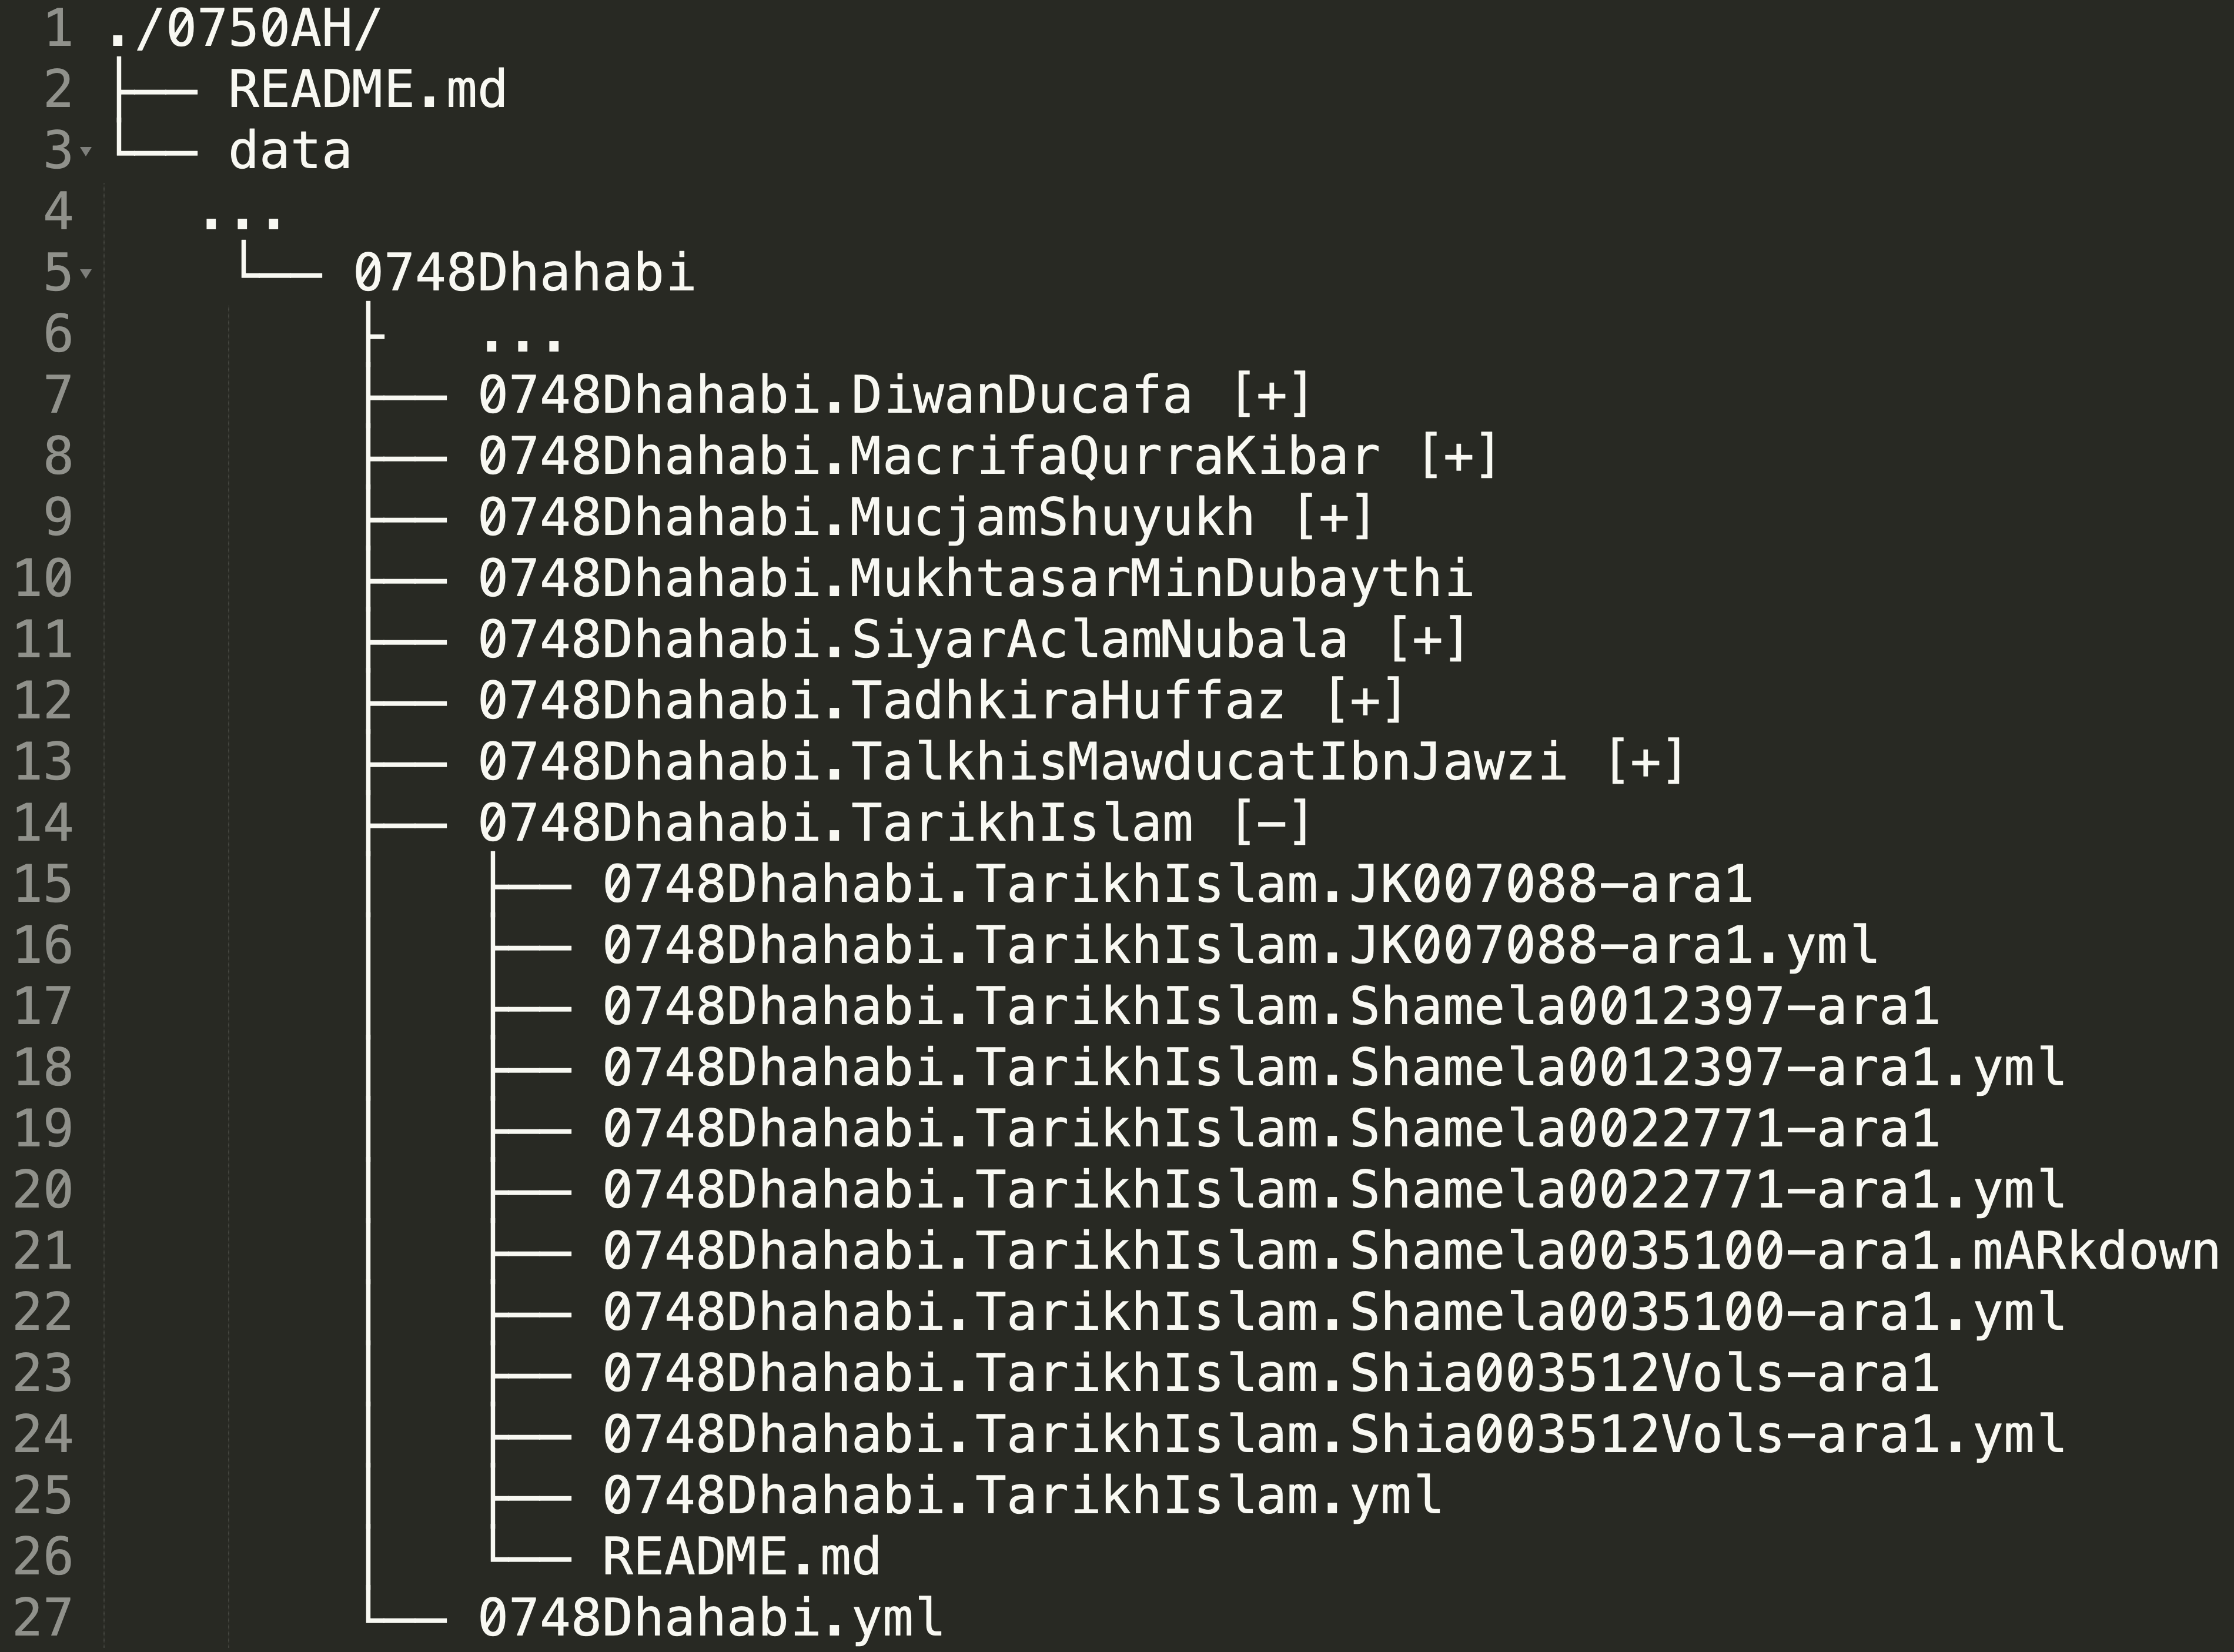 1 ./0750AH/
2 ├── README.md
3 └── data
4 ...
5 └── 0748Dhahabi
6 ├ ...
7 ├── 0748Dhahabi.DiwanDucafa [+]
8 ├── 0748Dhahabi.MacrifaQurraKibar [+]
9 ├── 0748Dhahabi.MucjamShuyukh [+]
10 ├── 0748Dhahabi.MukhtasarMinDubaythi
11 ├── 0748Dhahabi.SiyarAclamNubala [+]
12 ├── 0748Dhahabi.TadhkiraHuffaz [+]
13 ├── 0748Dhahabi.TalkhisMawducatIbnJawzi [+]
14 ├── 0748Dhahabi.TarikhIslam [-]
15 │ ├── 0748Dhahabi.TarikhIslam.JK007088-ara1
16 │ ├── 0748Dhahabi.TarikhIslam.JK007088-ara1.yml
17 │ ├── 0748Dhahabi.TarikhIslam.Shamela0012397-ara1
18 │ ├── 0748Dhahabi.TarikhIslam.Shamela0012397-ara1.yml
19 │ ├── 0748Dhahabi.TarikhIslam.Shamela0022771-ara1
20 │ ├── 0748Dhahabi.TarikhIslam.Shamela0022771-ara1.yml
21 │ ├── 0748Dhahabi.TarikhIslam.Shamela0035100-ara1.mARkdown
22 │ ├── 0748Dhahabi.TarikhIslam.Shamela0035100-ara1.yml
23 │ ├── 0748Dhahabi.TarikhIslam.Shia003512Vols-ara1
24 │ ├── 0748Dhahabi.TarikhIslam.Shia003512Vols-ara1.yml
25 │ ├── 0748Dhahabi.TarikhIslam.yml
26 │ └── README.md
27 └── 0748Dhahabi.yml